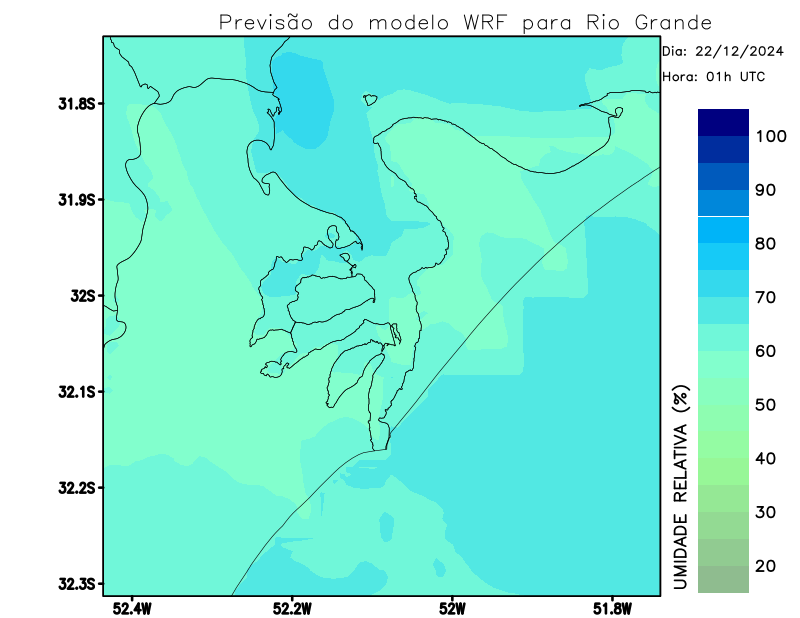 Previsão do modelo WRF para Rio Grande
Dia: 22/12/2024
Hora: 01h UTC
31.8S
31.9S
32S
32.1S
32.2S
32.3S
52.4W
52.2W
52W
51.8W
UMIDADE RELATIVA (%)
100
90
80
70
60
50
40
30
20